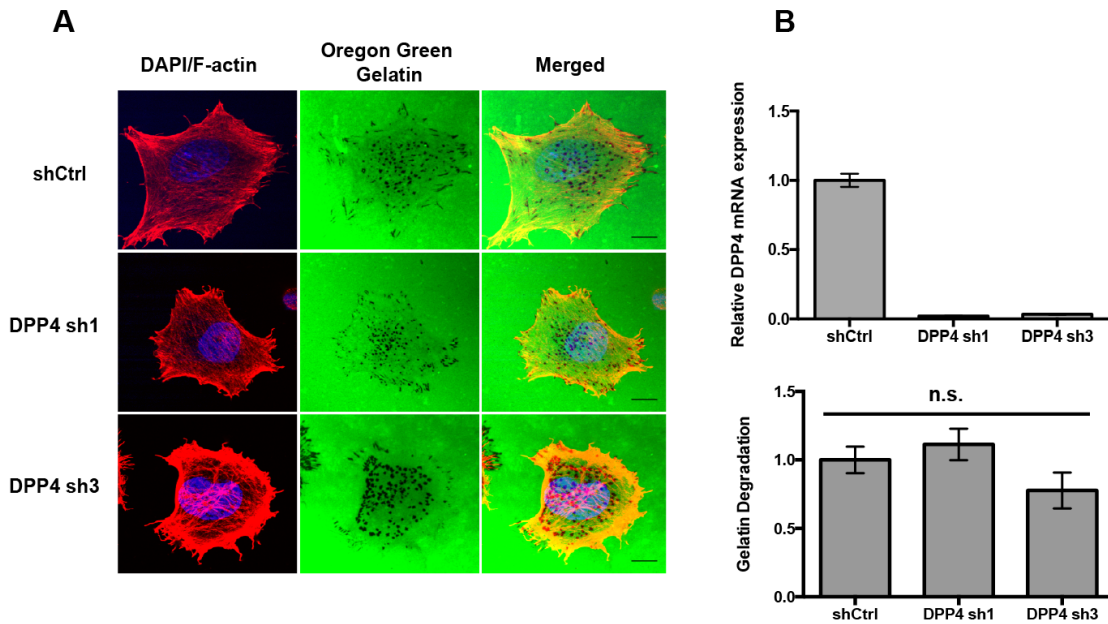 A
DAPI/F-actin
Oregon Green
Gelatin
Merged
shCtrl
DPP4 sh1
DPP4 sh3
B
Relative DPP4 mRNA expression
1.5
1.0
0.5
0.0
shCtrl
DPP4 sh1
DPP4 sh3
Gelatin Degradation
1.5
1.0
0.5
0.0
n.s.
shCtrl
DPP4 sh1
DPP4 sh3